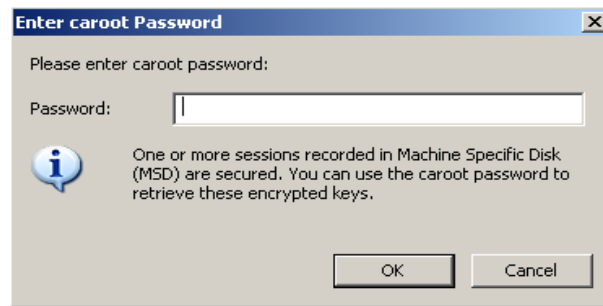 Enter caroot Password
Please enter caroot password:
Password:
One or more sessions recorded in Machine Specific Disk
(MSD) are secured. You can use the caroot password to
retrieve these encrypted keys.
OK
Cancel